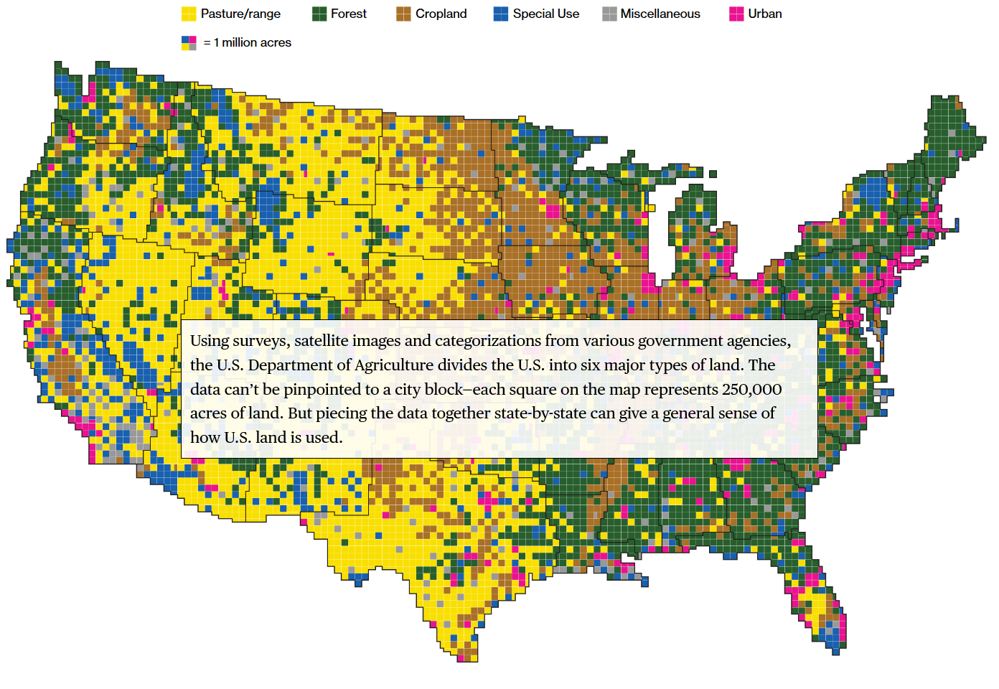 Pasture/range Forest Cropland Special Use Miscellaneous Urban
= 1 million acres
Using surveys, satellite images and categorizations from various government agencies,
the U.S. Department of Agriculture divides the U.S. into six major types of land. The
data can’t be pinpointed to a city block—each square on the map represents 250,000
acres of land. But piecing the data together state-by-state can give a general sense of
how U.S. land is used.